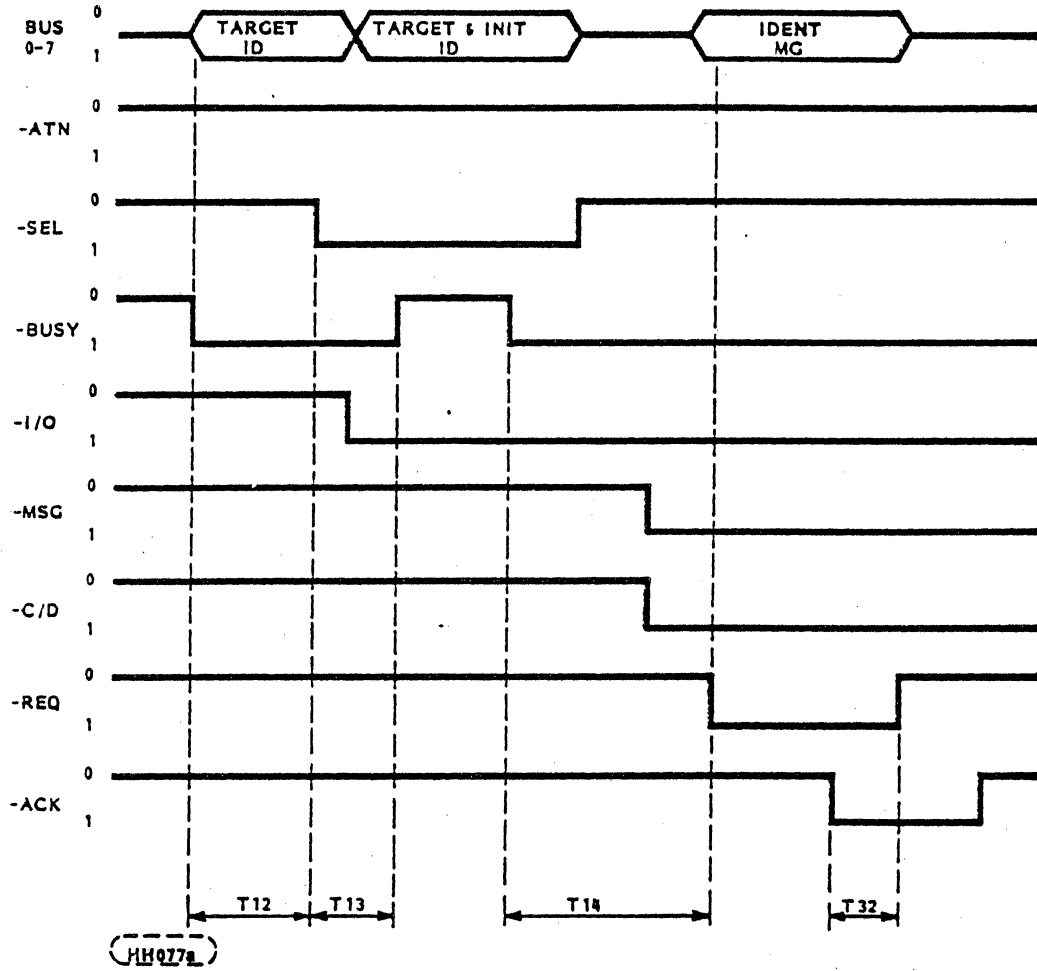 BUS
0-7
0
1
TARGET
ID
TARGET & INIT
ID
IDENT
MG
-ATN
0
1
-SEL
0
1
-BUSY
0
1
-I/O
0
1
-MSG
0
1
-C/D
0
1
-REQ
0
1
-ACK
0
1
T12
T13
T14
T32
HH077a